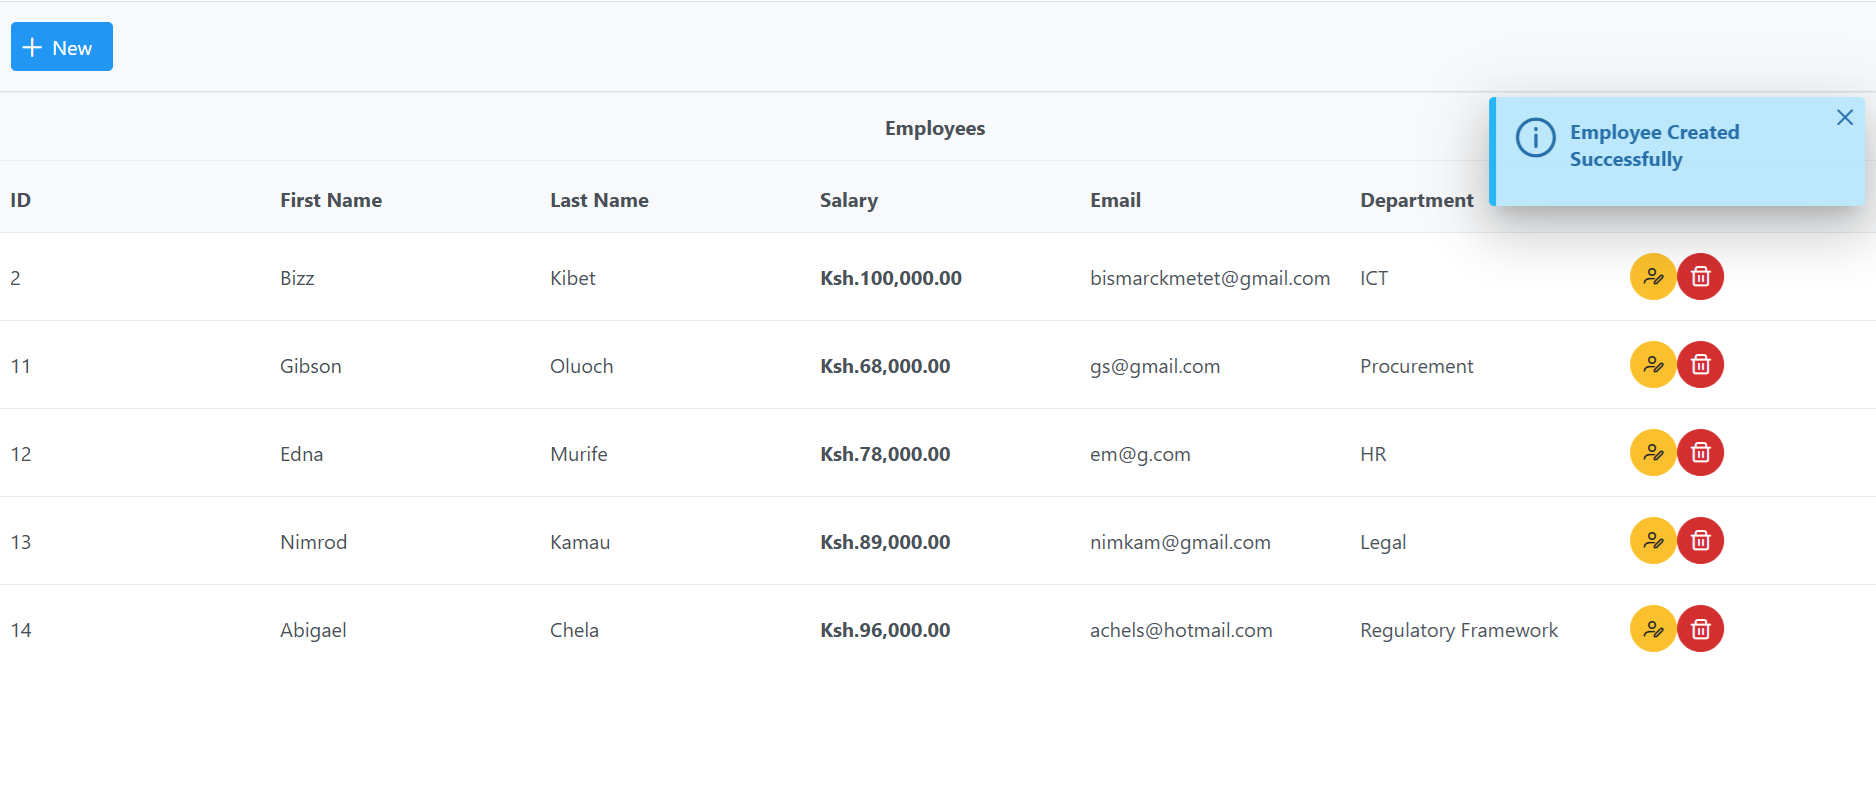 New
Employees
Employee Created
Successfully
ID First Name Last Name Salary Email Department
2 Bizz Kibet Ksh.100,000.00 bismarckmetet@gmail.com ICT
11 Gibson Oluoch Ksh.68,000.00 gs@gmail.com Procurement
12 Edna Murife Ksh.78,000.00 em@g.com HR
13 Nimrod Kamau Ksh.89,000.00 nimkam@gmail.com Legal
14 Abigael Chela Ksh.96,000.00 achels@hotmail.com Regulatory Framework